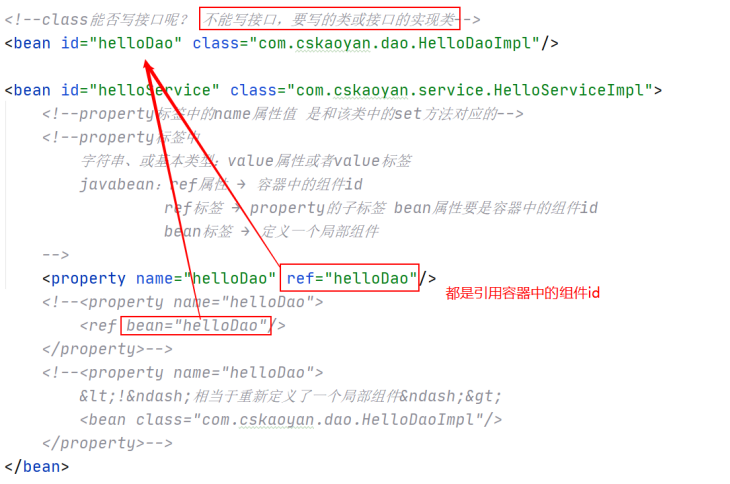 <!--class能否写接口呢？ 不能写接口，要写的类或接口的实现类-->
<bean id="helloDao" class="com.cskaoyan.dao.HelloDaoImpl"/>
<bean id="helloService" class="com.cskaoyan.service.HelloServiceImpl">
<!--property标签中的name属性值 是和该类中的set方法对应的-->
<!--property标签中
字符串、或基本类型：value属性或者value标签
javabean：ref属性 → 容器中的组件id
ref标签 → property的子标签 bean属性要是容器中的组件id
bean标签 → 定义一个局部组件
-->
<property name="helloDao" ref="helloDao"/>
都是引用容器中的组件id
<!--<property name="helloDao">
<ref bean="helloDao"/>
</property>-->
<!--<property name="helloDao">
&lt;!&ndash;相当于重新定义了一个局部组件&ndash;&gt;
<bean class="com.cskaoyan.dao.HelloDaoImpl"/>
</property>-->
</bean>